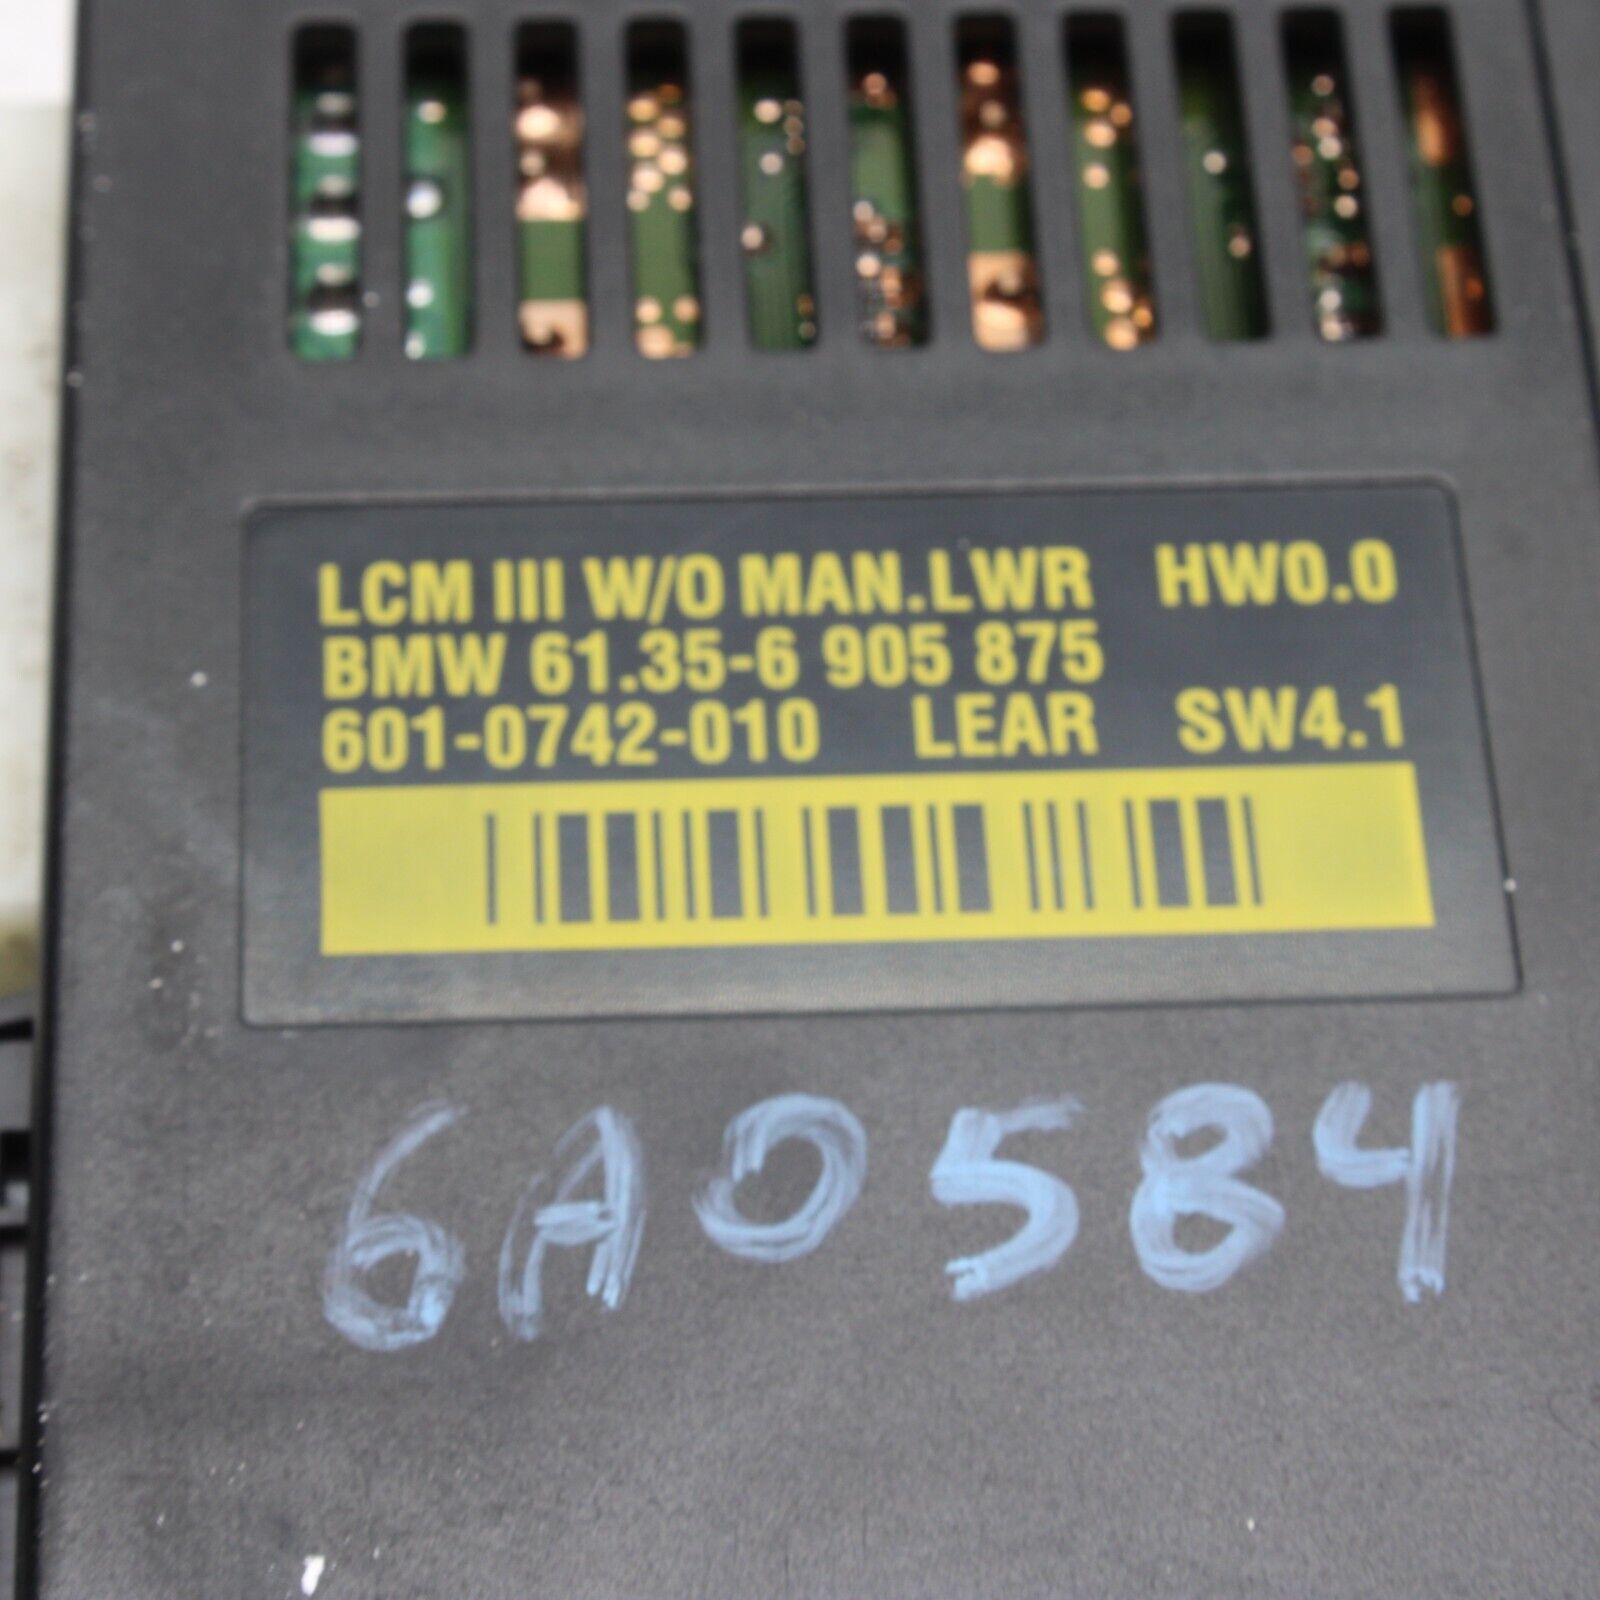 LCM III W/O MAN.LWR HW0.0
BMW 61.35-6 905 875
601-0742-010 LEAR SW4.1
6A0584